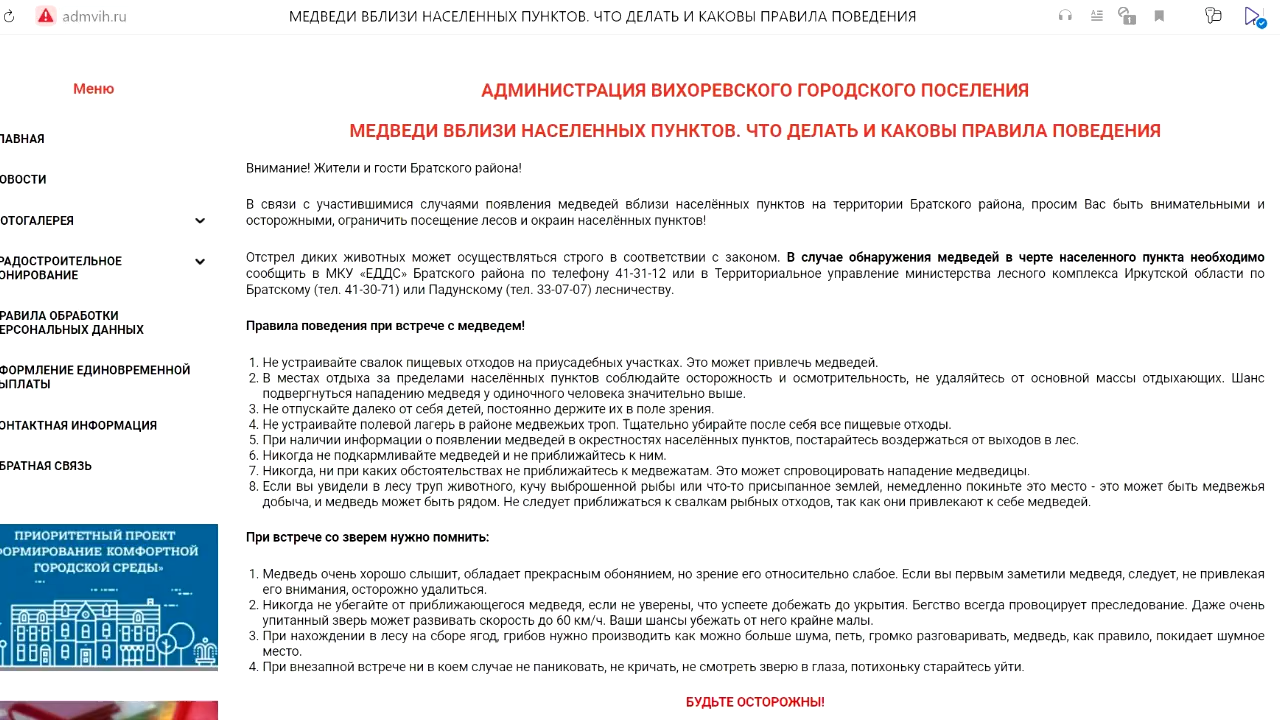 admvih.ru
МЕДВЕДИ ВБЛИЗИ НАСЕЛЕННЫХ ПУНКТОВ. ЧТО ДЕЛАТЬ И КАКОВЫ ПРАВИЛА ПОВЕДЕНИЯ
1
Меню
ЛАВНАЯ
ОВОСТИ
ОТОГАЛЕРЕЯ
РАДОСТРОИТЕЛЬНОЕ
ОНИРОВАНИЕ
РАВИЛА ОБРАБОТКИ
ЕРСОНАЛЬНЫХ ДАННЫХ
ФОРМЛЕНИЕ ЕДИНОВРЕМЕННОЙ
ЫПЛАТЫ
ОНТАКТНАЯ ИНФОРМАЦИЯ
БРАТНАЯ СВЯЗЬ
ПРИОРИТЕТНЫЙ ПРОЕКТ
ФОРМИРОВАНИЕ КОМФОРТНОЙ
ГОРОДСКОЙ СРЕДЫ»
АДМИНИСТРАЦИЯ ВИХОРЕВСКОГО ГОРОДСКОГО ПОСЕЛЕНИЯ
МЕДВЕДИ ВБЛИЗИ НАСЕЛЕННЫХ ПУНКТОВ. ЧТО ДЕЛАТЬ И КАКОВЫ ПРАВИЛА ПОВЕДЕНИЯ
Внимание! Жители и гости Братского района!
В связи с участившимися случаями появления медведей вблизи населённых пунктов на территории Братского района, просим Вас быть внимательными и
осторожными, ограничить посещение лесов и окраин населённых пунктов!
Отстрел диких животных может осуществляться строго в соответствии с законом. В случае обнаружения медведей в черте населенного пункта необходимо
сообщить в МКУ «ЕДДС» Братского района по телефону 41-31-12 или в Территориальное управление министерства лесного комплекса Иркутской области по
Братскому (тел. 41-30-71) или Падунскому (тел. 33-07-07) лесничеству.
Правила поведения при встрече с медведем!
1. Не устраивайте свалок пищевых отходов на приусадебных участках. Это может привлечь медведей.
2. В местах отдыха за пределами населённых пунктов соблюдайте осторожность и осмотрительность, не удаляйтесь от основной массы отдыхающих. Шанс
подвергнуться нападению медведя у одиночного человека значительно выше.
3. Не отпускайте далеко от себя детей, постоянно держите их в поле зрения.
4. Не устраивайте полевой лагерь в районе медвежьих троп. Тщательно убирайте после себя все пищевые отходы.
5. При наличии информации о появлении медведей в окрестностях населённых пунктов, постарайтесь воздержаться от выходов в лес.
6. Никогда не подкармливайте медведей и не приближайтесь к ним.
7. Никогда, ни при каких обстоятельствах не приближайтесь к медвежатам. Это может спровоцировать нападение медведицы.
8. Если вы увидели в лесу труп животного, кучу выброшенной рыбы или что-то присыпанное землей, немедленно покиньте это место - это может быть медвежья
добыча, и медведь может быть рядом. Не следует приближаться к свалкам рыбных отходов, так как они привлекают к себе медведей.
При встрече со зверем нужно помнить:
1. Медведь очень хорошо слышит, обладает прекрасным обонянием, но зрение его относительно слабое. Если вы первым заметили медведя, следует, не привлекая
его внимания, осторожно удалиться.
2. Никогда не убегайте от приближающегося медведя, если не уверены, что успеете добежать до укрытия. Бегство всегда провоцирует преследование. Даже очень
упитанный зверь может развивать скорость до 60 км/ч. Ваши шансы убежать от него крайне малы.
3. При нахождении в лесу на сборе ягод, грибов нужно производить как можно больше шума, петь, громко разговаривать, медведь, как правило, покидает шумное
место.
4. При внезапной встрече ни в коем случае не паниковать, не кричать, не смотреть зверю в глаза, потихоньку старайтесь уйти.
БУДЬТЕ ОСТОРОЖНЫ!